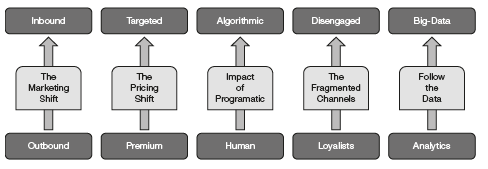 Inbound
Targeted
Algorithmic
Disengaged
Big-Data
The
Marketing
Shift
The
Pricing
Shift
Impact
of
Programatic
The
Fragmented
Channels
Follow
the
Data
Outbound
Premium
Human
Loyalists
Analytics